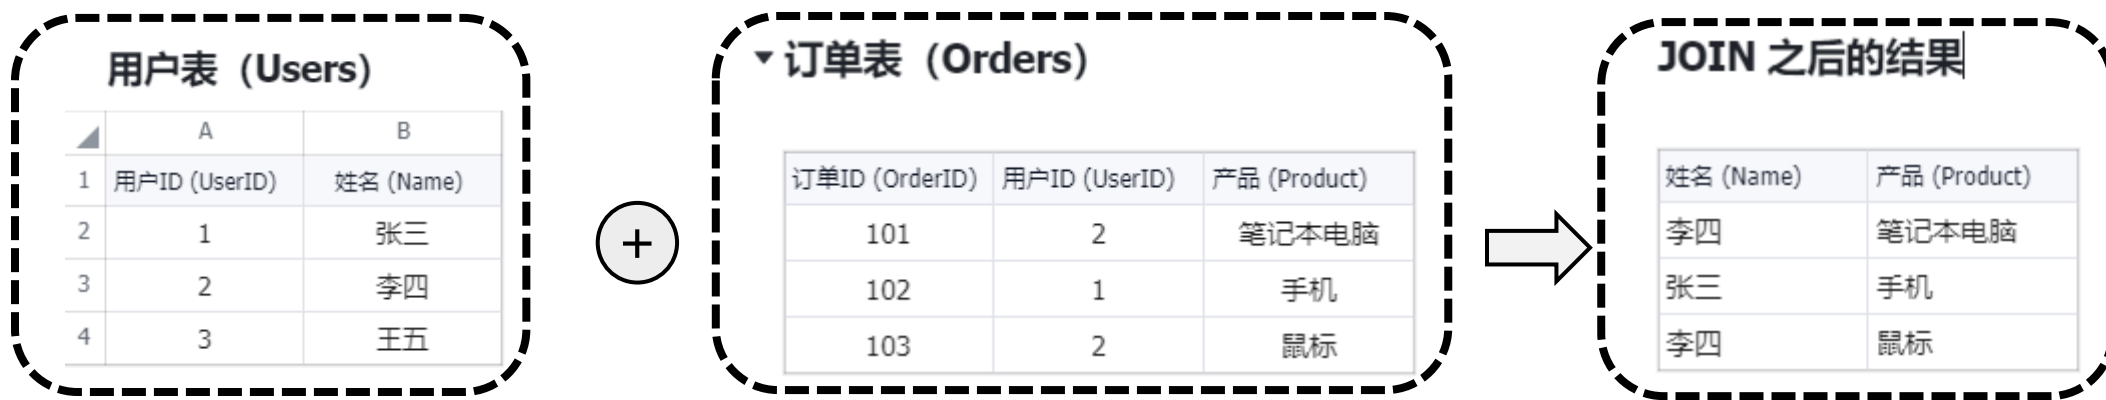 用户表（Users）
A B
1 用户ID (UserID) 姓名 (Name)
2 1 张三
3 2 李四
4 3 王五
+
订单表（Orders）
订单ID (OrderID) 用户ID (UserID) 产品 (Product)
101 2 笔记本电脑
102 1 手机
103 2 鼠标
JOIN 之后的结果
姓名 (Name) 产品 (Product)
李四 笔记本电脑
张三 手机
李四 鼠标